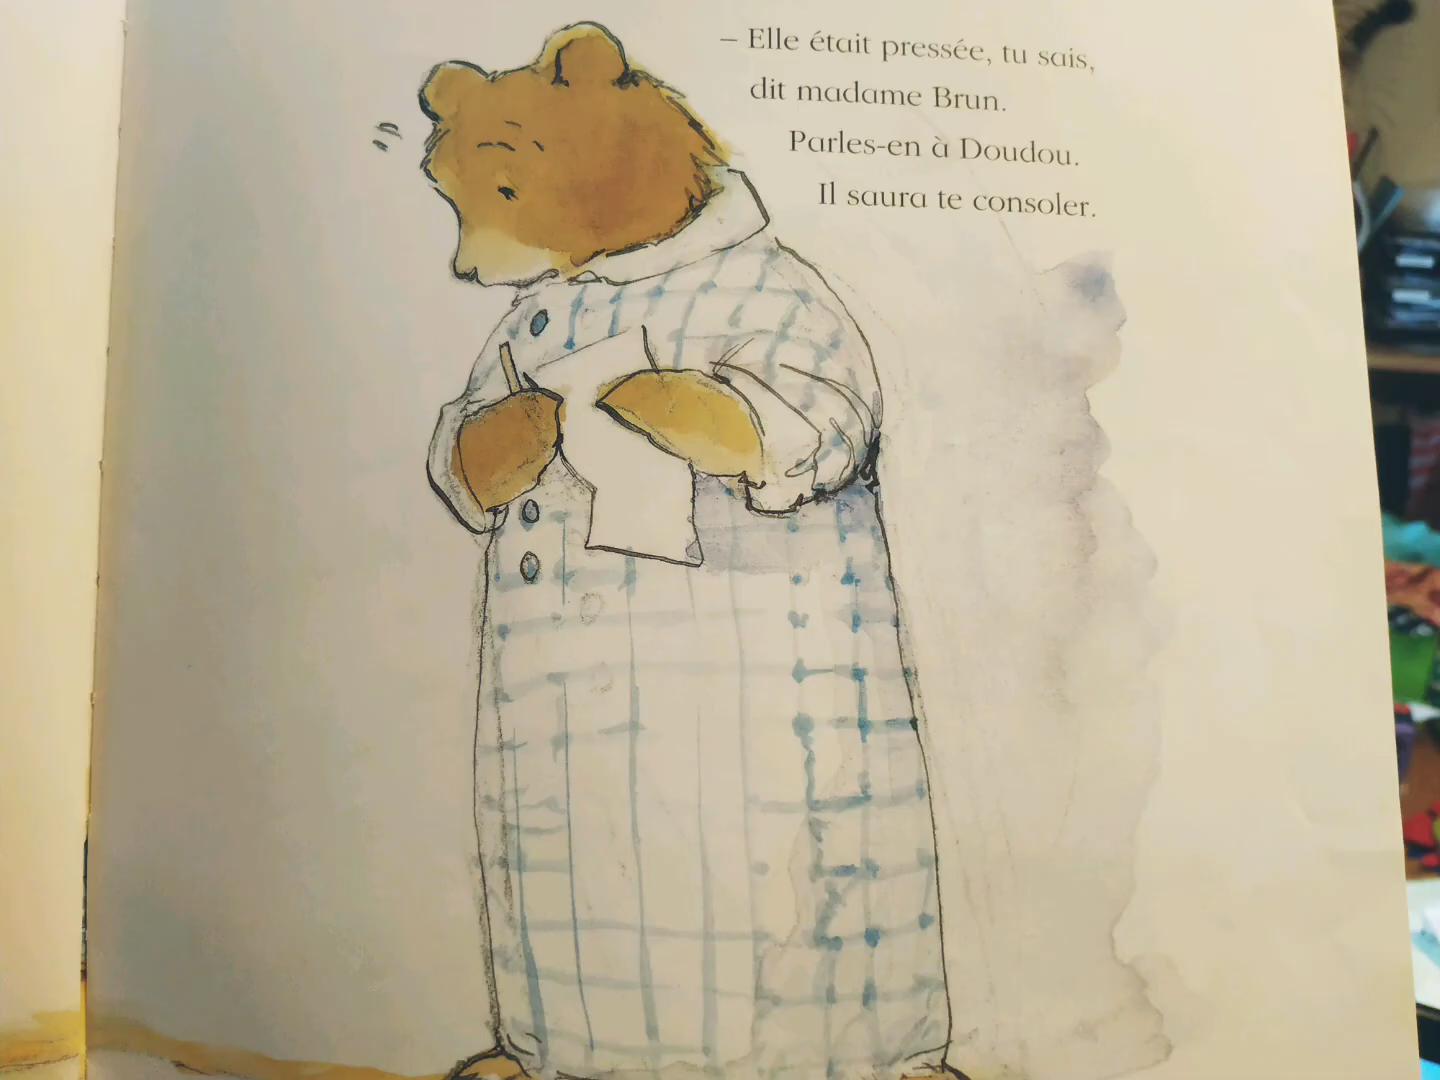 – Elle était pressée, tu sais,
dit madame Brun.
Parles-en à Doudou.
Il saura te consoler.